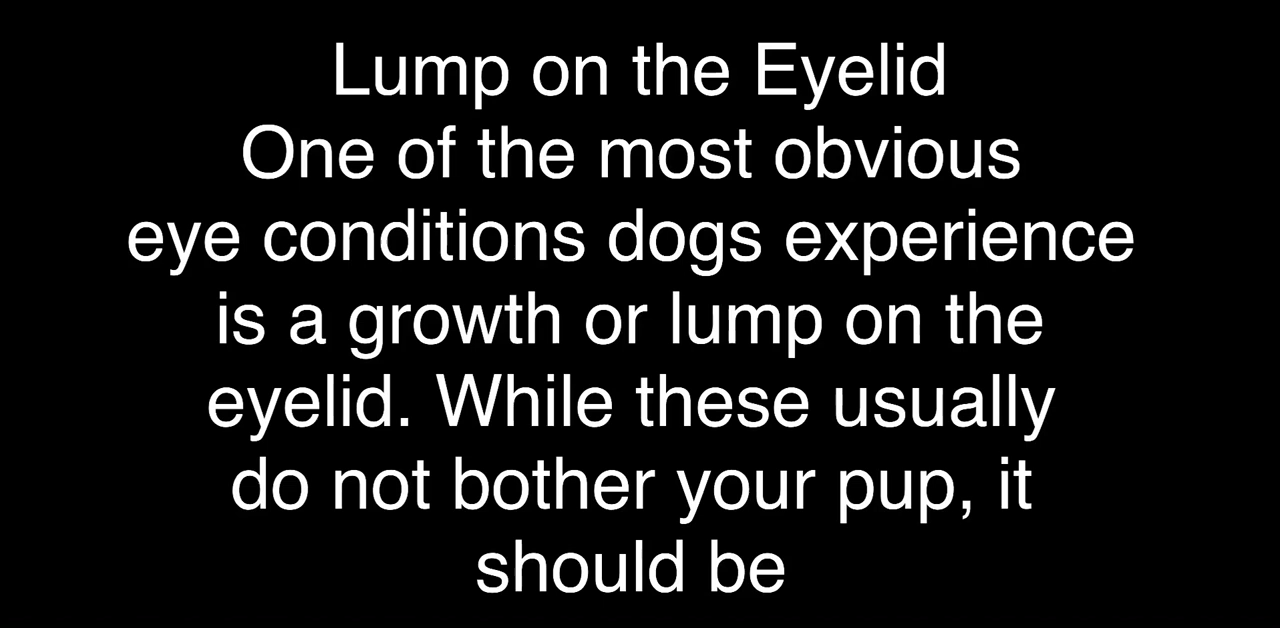 Lump on the Eyelid
One of the most obvious
eye conditions dogs experience
is a growth or lump on the
eyelid. While these usually
do not bother your pup, it
should be